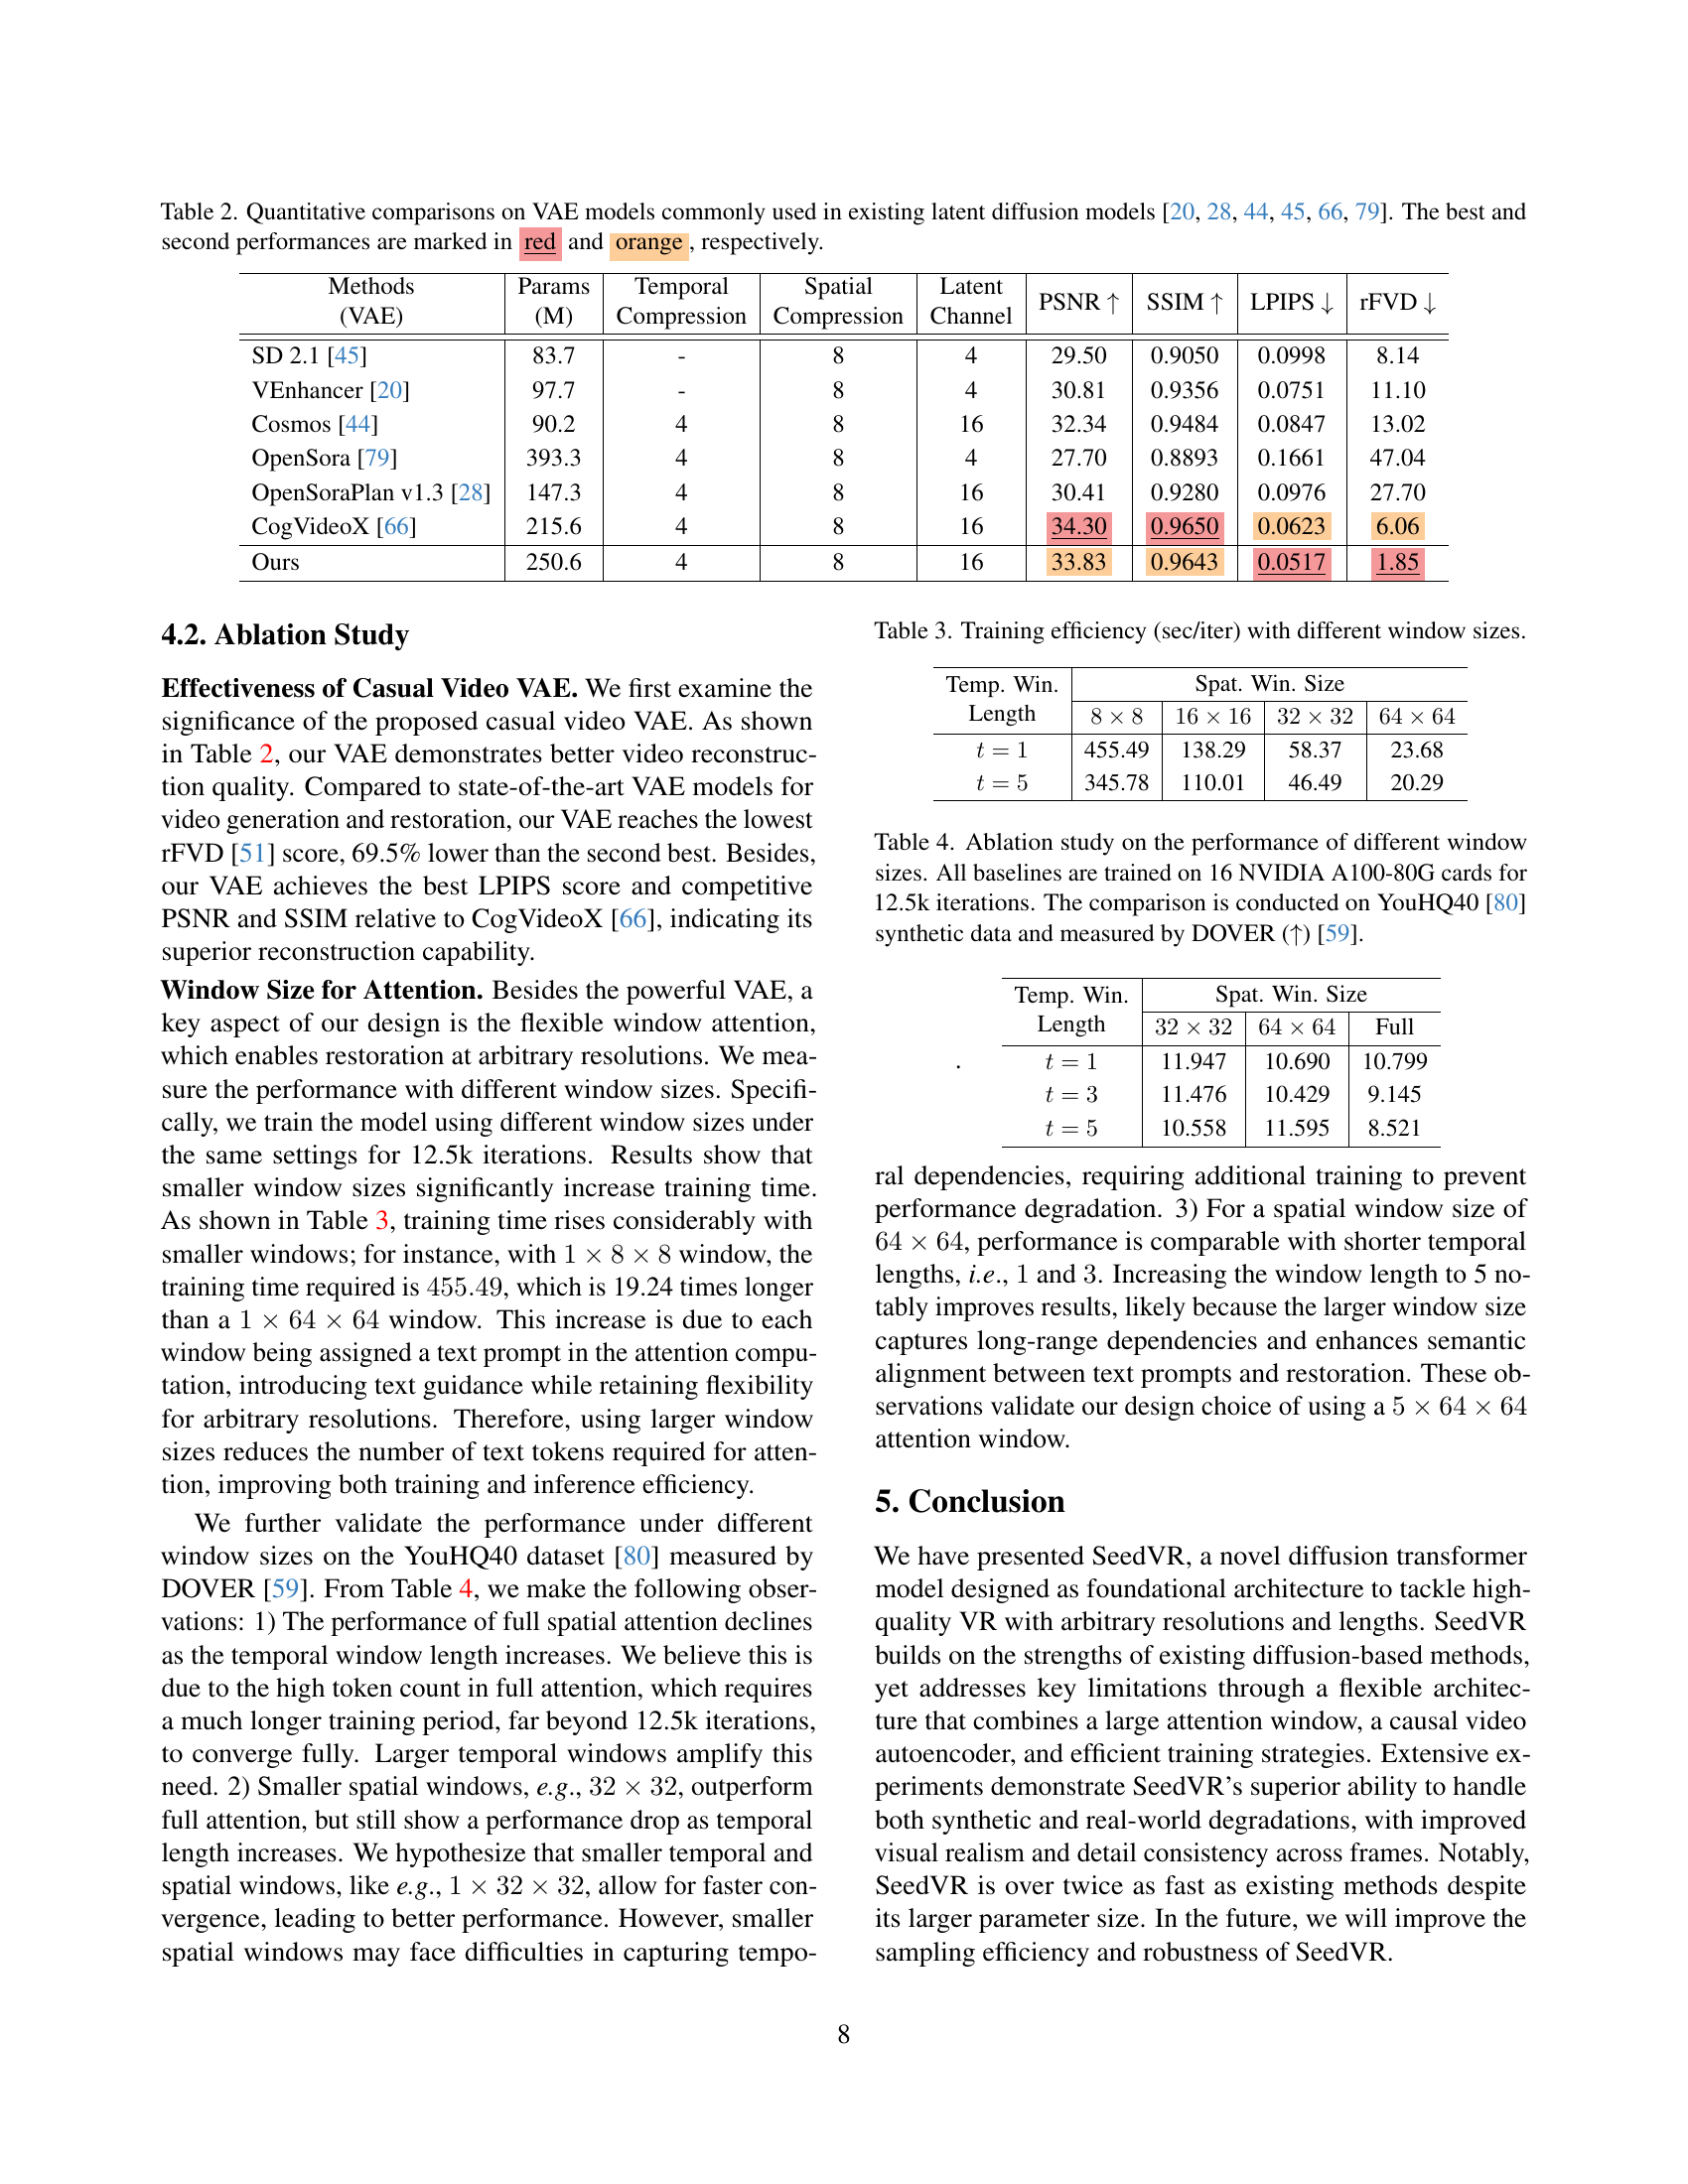 Table 2. Quantitative comparisons on VAE models commonly used in existing latent diffusion models [20, 28, 44, 45, 66, 79]. The best and
second performances are marked in red and orange, respectively.
Methods (VAE) Params (M) Temporal Compression Spatial Compression Latent Channel PSNR ↑ SSIM ↑ LPIPS ↓ rFVD ↓
SD 2.1 [45] 83.7 - 8 4 29.50 0.9050 0.0998 8.14
VEnhancer [20] 97.7 - 8 4 30.81 0.9356 0.0751 11.10
Cosmos [44] 90.2 4 8 16 32.34 0.9484 0.0847 13.02
OpenSora [79] 393.3 4 8 4 27.70 0.8893 0.1661 47.04
OpenSoraPlan v1.3 [28] 147.3 4 8 16 30.41 0.9280 0.0976 27.70
CogVideoX [66] 215.6 4 8 16 34.30 0.9650 0.0623 6.06
Ours 250.6 4 8 16 33.83 0.9643 0.0517 1.85
4.2. Ablation Study
Effectiveness of Casual Video VAE. We first examine the
significance of the proposed casual video VAE. As shown
in Table 2, our VAE demonstrates better video reconstruc-
tion quality. Compared to state-of-the-art VAE models for
video generation and restoration, our VAE reaches the lowest
rFVD [51] score, 69.5% lower than the second best. Besides,
our VAE achieves the best LPIPS score and competitive
PSNR and SSIM relative to CogVideoX [66], indicating its
superior reconstruction capability.
Window Size for Attention. Besides the powerful VAE, a
key aspect of our design is the flexible window attention,
which enables restoration at arbitrary resolutions. We mea-
sure the performance with different window sizes. Specifi-
cally, we train the model using different window sizes under
the same settings for 12.5k iterations. Results show that
smaller window sizes significantly increase training time.
As shown in Table 3, training time rises considerably with
smaller windows; for instance, with 1 × 8 × 8 window, the
training time required is 455.49, which is 19.24 times longer
than a 1 × 64 × 64 window. This increase is due to each
window being assigned a text prompt in the attention compu-
tation, introducing text guidance while retaining flexibility
for arbitrary resolutions. Therefore, using larger window
sizes reduces the number of text tokens required for atten-
tion, improving both training and inference efficiency.
We further validate the performance under different
window sizes on the YouHQ40 dataset [80] measured by
DOVER [59]. From Table 4, we make the following obser-
vations: 1) The performance of full spatial attention declines
as the temporal window length increases. We believe this is
due to the high token count in full attention, which requires
a much longer training period, far beyond 12.5k iterations,
to converge fully. Larger temporal windows amplify this
need. 2) Smaller spatial windows, e.g., 32 × 32, outperform
full attention, but still show a performance drop as temporal
length increases. We hypothesize that smaller temporal and
spatial windows, like e.g., 1 × 32 × 32, allow for faster con-
vergence, leading to better performance. However, smaller
spatial windows may face difficulties in capturing tempo-
Table 3. Training efficiency (sec/iter) with different window sizes.
Temp. Win. Length Spat. Win. Size
8 × 8 16 × 16 32 × 32 64 × 64
t = 1 455.49 138.29 58.37 23.68
t = 5 345.78 110.01 46.49 20.29
Table 4. Ablation study on the performance of different window
sizes. All baselines are trained on 16 NVIDIA A100-80G cards for
12.5k iterations. The comparison is conducted on YouHQ40 [80]
synthetic data and measured by DOVER (↑) [59].
Temp. Win. Length Spat. Win. Size
32 × 32 64 × 64 Full
. t = 1 11.947 10.690 10.799
t = 3 11.476 10.429 9.145
t = 5 10.558 11.595 8.521
ral dependencies, requiring additional training to prevent
performance degradation. 3) For a spatial window size of
64 × 64, performance is comparable with shorter temporal
lengths, i.e., 1 and 3. Increasing the window length to 5 no-
tably improves results, likely because the larger window size
captures long-range dependencies and enhances semantic
alignment between text prompts and restoration. These ob-
servations validate our design choice of using a 5 × 64 × 64
attention window.
5. Conclusion
We have presented SeedVR, a novel diffusion transformer
model designed as foundational architecture to tackle high-
quality VR with arbitrary resolutions and lengths. SeedVR
builds on the strengths of existing diffusion-based methods,
yet addresses key limitations through a flexible architec-
ture that combines a large attention window, a causal video
autoencoder, and efficient training strategies. Extensive ex-
periments demonstrate SeedVR's superior ability to handle
both synthetic and real-world degradations, with improved
visual realism and detail consistency across frames. Notably,
SeedVR is over twice as fast as existing methods despite
its larger parameter size. In the future, we will improve the
sampling efficiency and robustness of SeedVR.
8